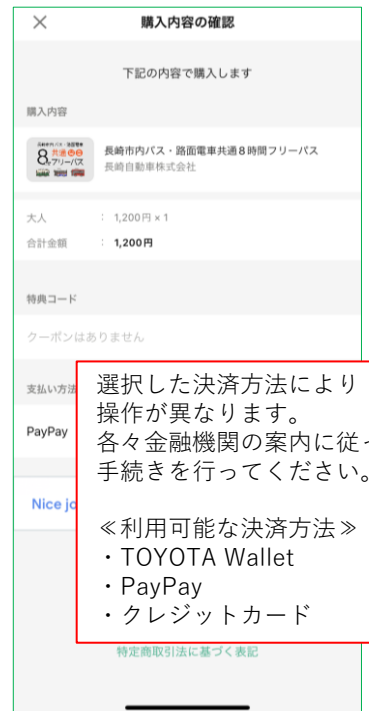 購入内容の確認
下記の内容で購入します
購入内容
長崎市内バス・路面電車共通8時間フリーパス
長崎自動車株式会社
大人 : 1,200円 × 1
合計金額 : 1,200円
特典コード
クーポンはありません
支払い方法
PayPay
Nice jo
選択した決済方法により
操作が異なります。
各々金融機関の案内に従っ
手続きを行ってください。
≪利用可能な決済方法≫
・TOYOTA Wallet
・PayPay
・クレジットカード
特定商取引法に基づく表記